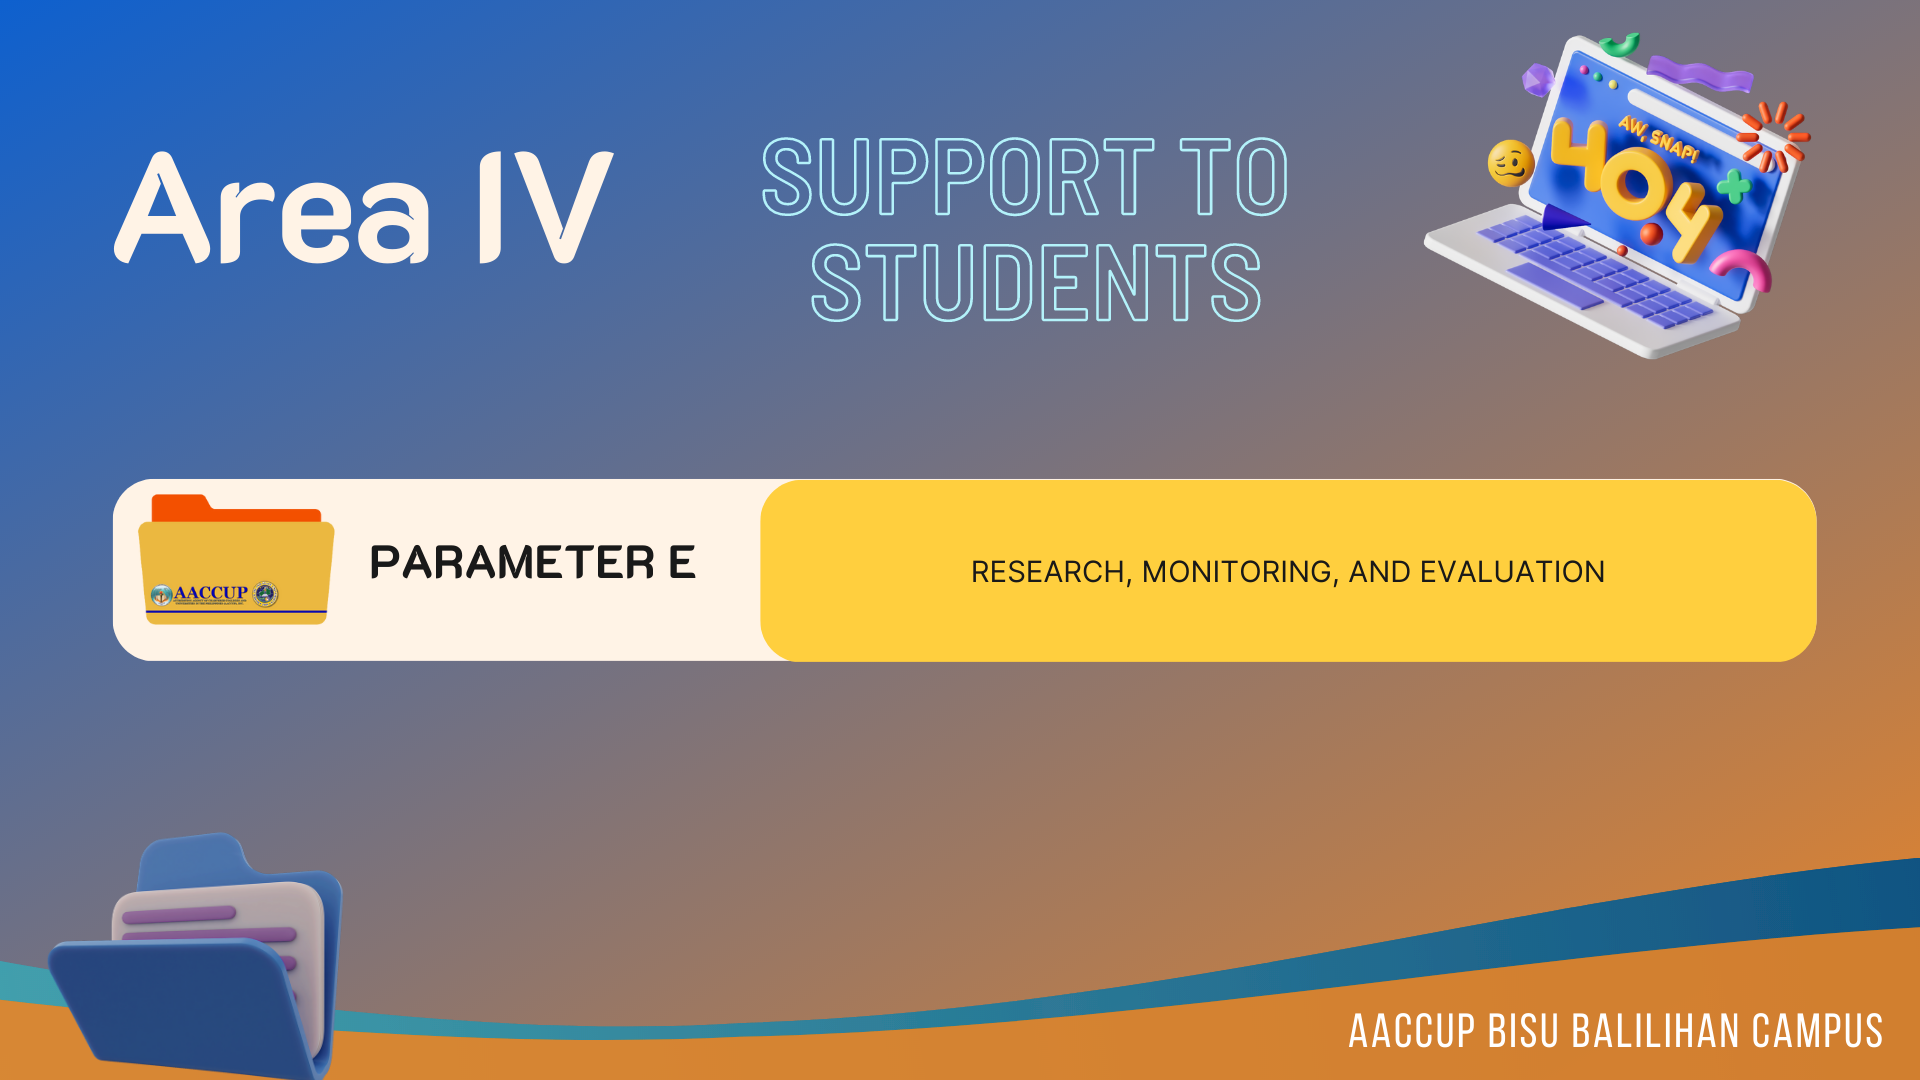 Area IV
SUPPORT TO
STUDENTS
AW, SNAP!
404
PARAMETER E
RESEARCH, MONITORING, AND EVALUATION
AACCUP
AACCUP BISU BALILIHAN CAMPUS